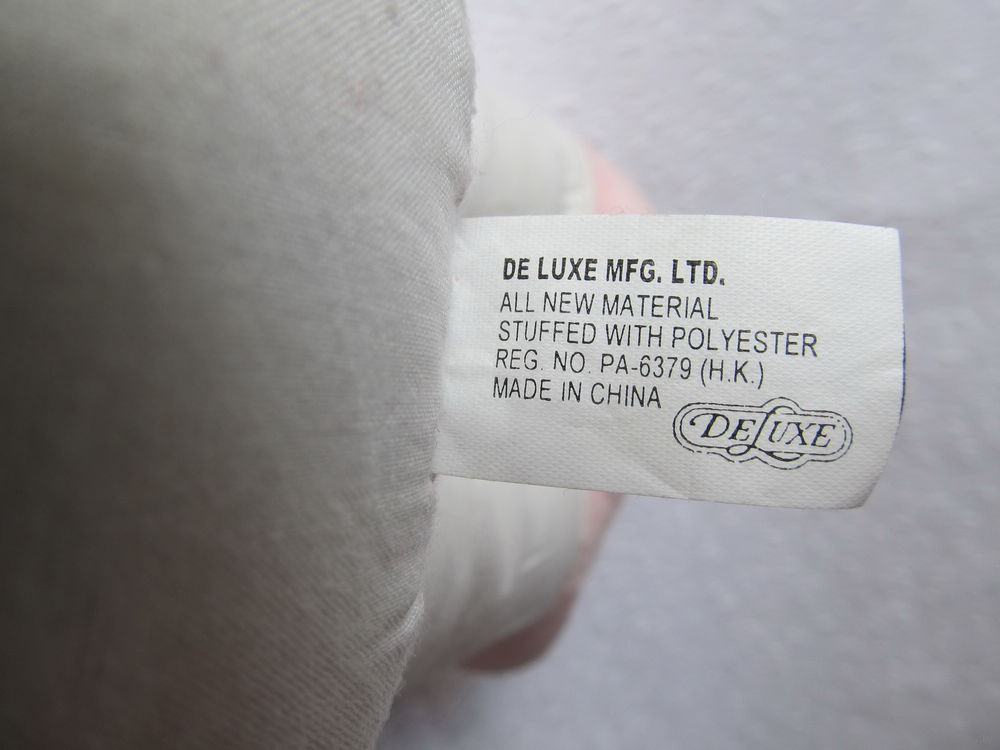 DE LUXE MFG. LTD.
ALL NEW MATERIAL
STUFFED WITH POLYESTER
REG. NO. PA-6379 (H.K.)
MADE IN CHINA
DELUXE